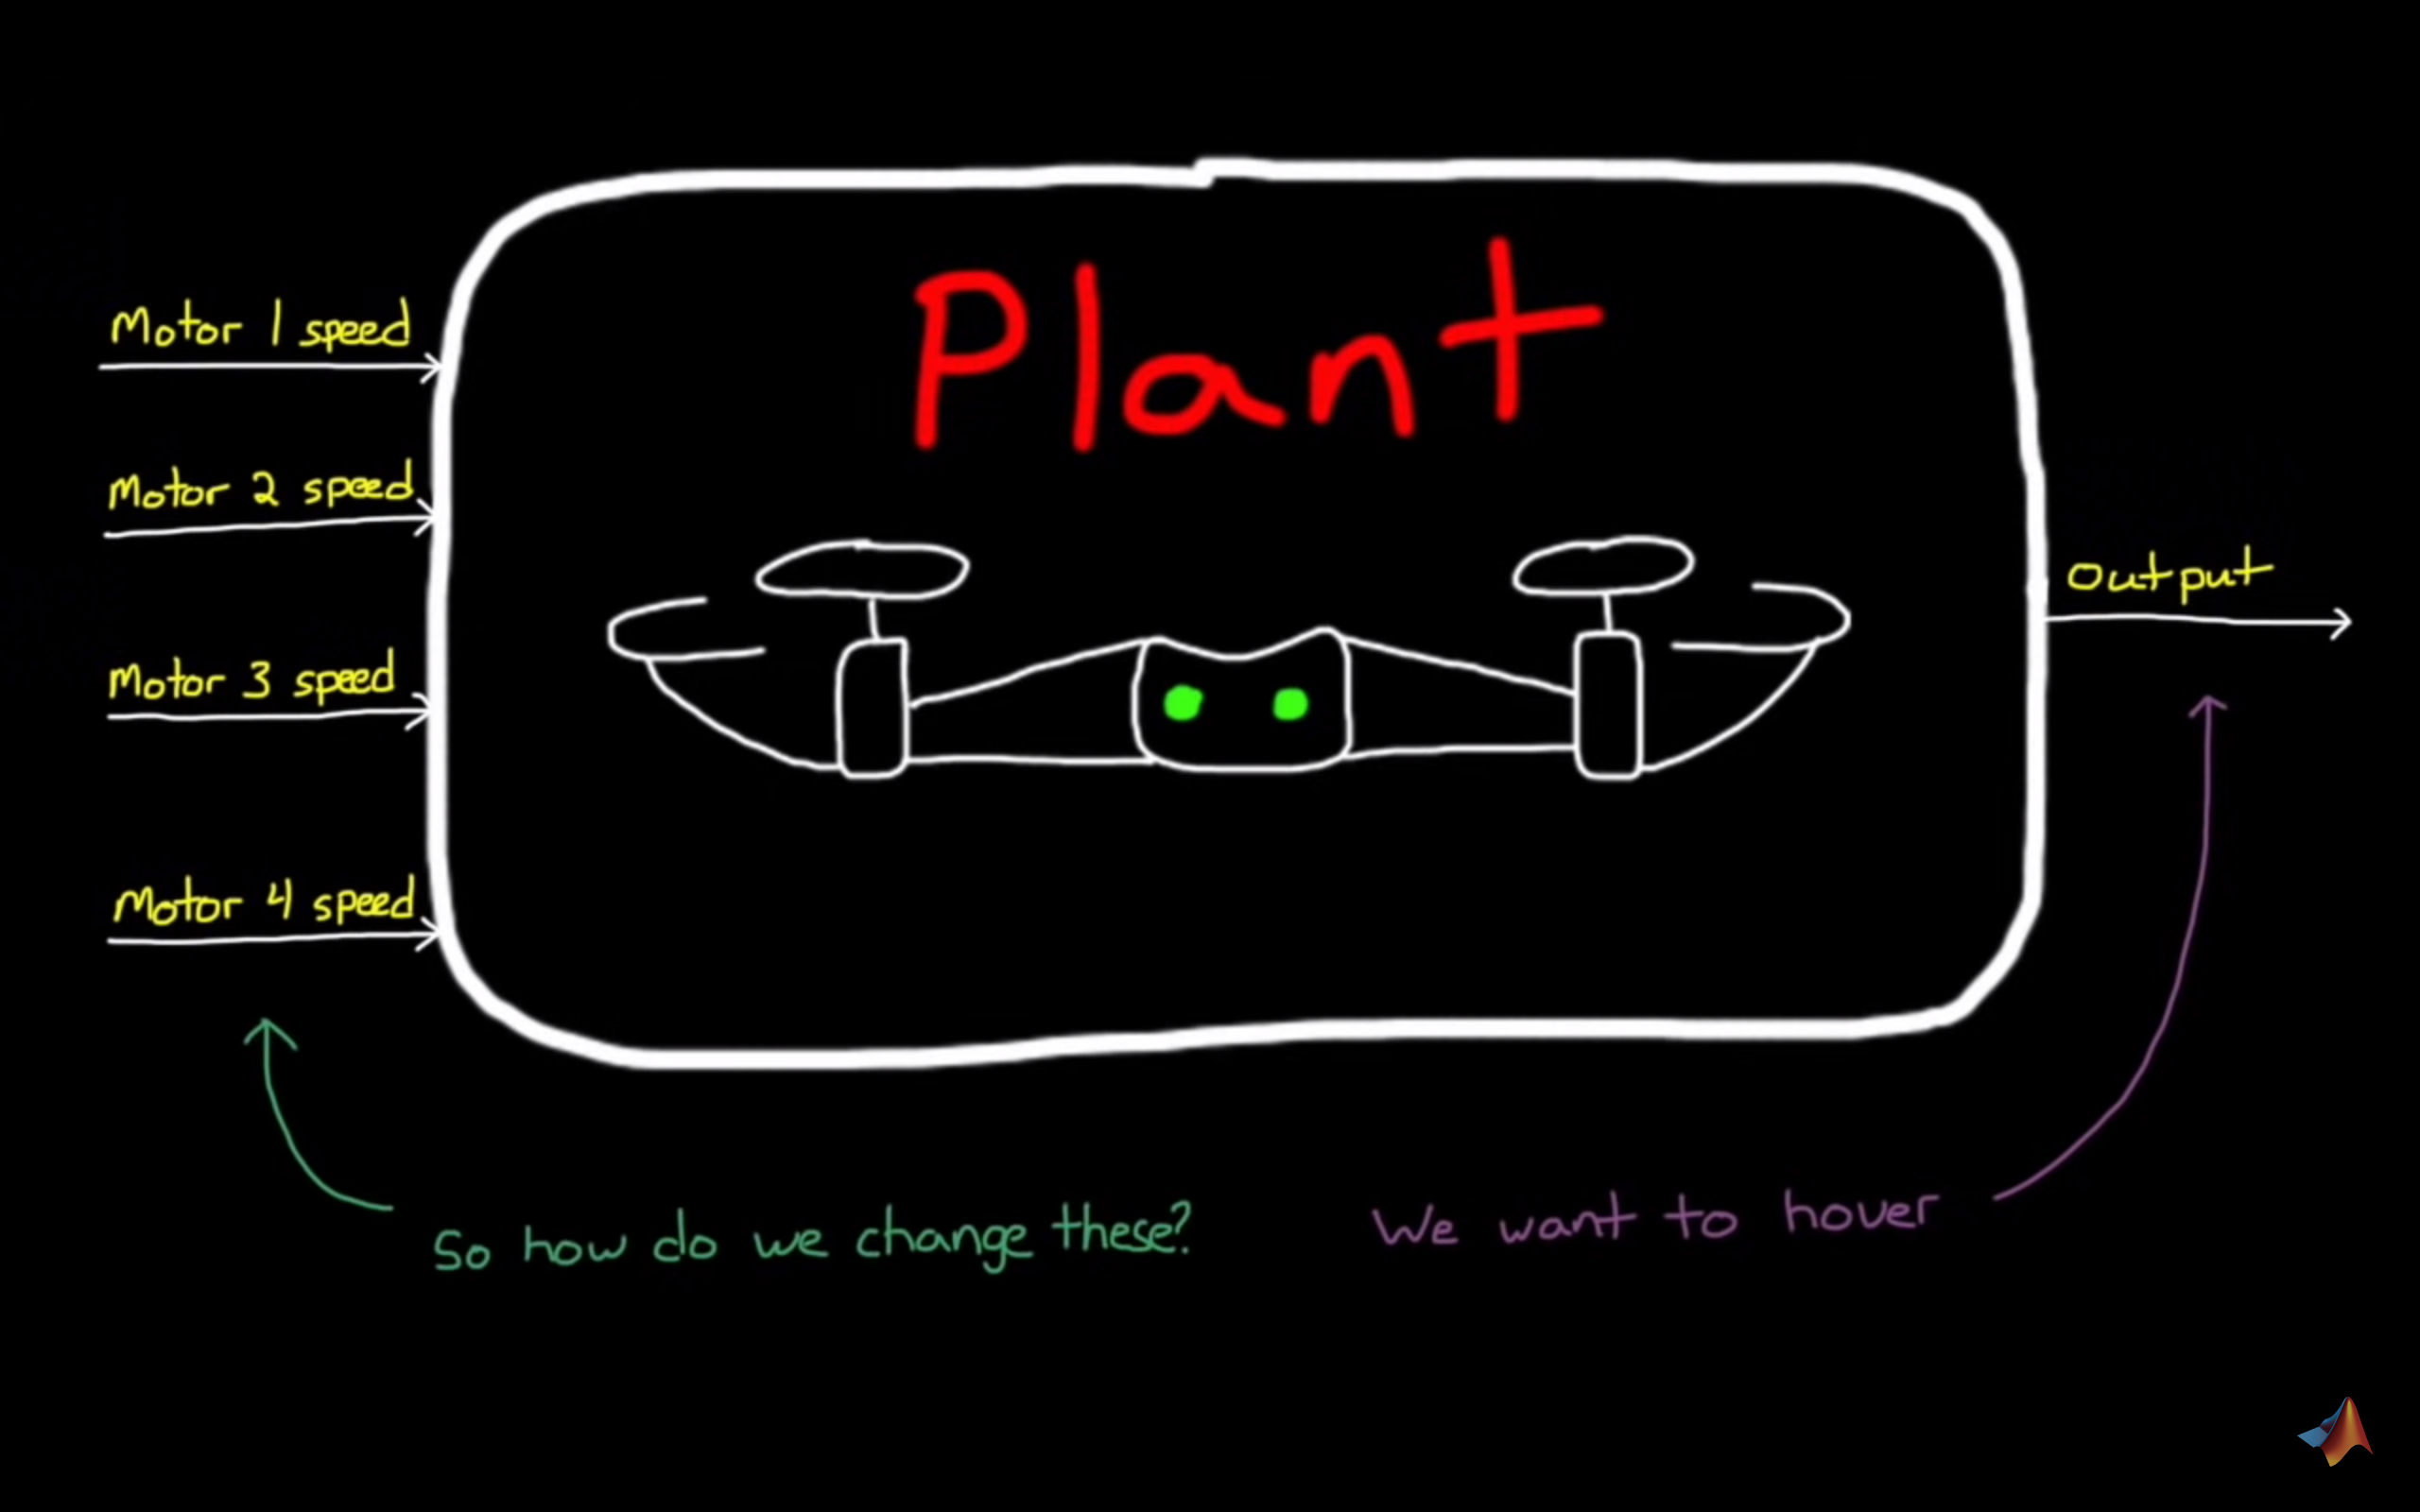 Plant
Motor 1 speed
Motor 2 speed
Motor 3 speed
Motor 4 speed
Output
So how do we change these?
We want to hover